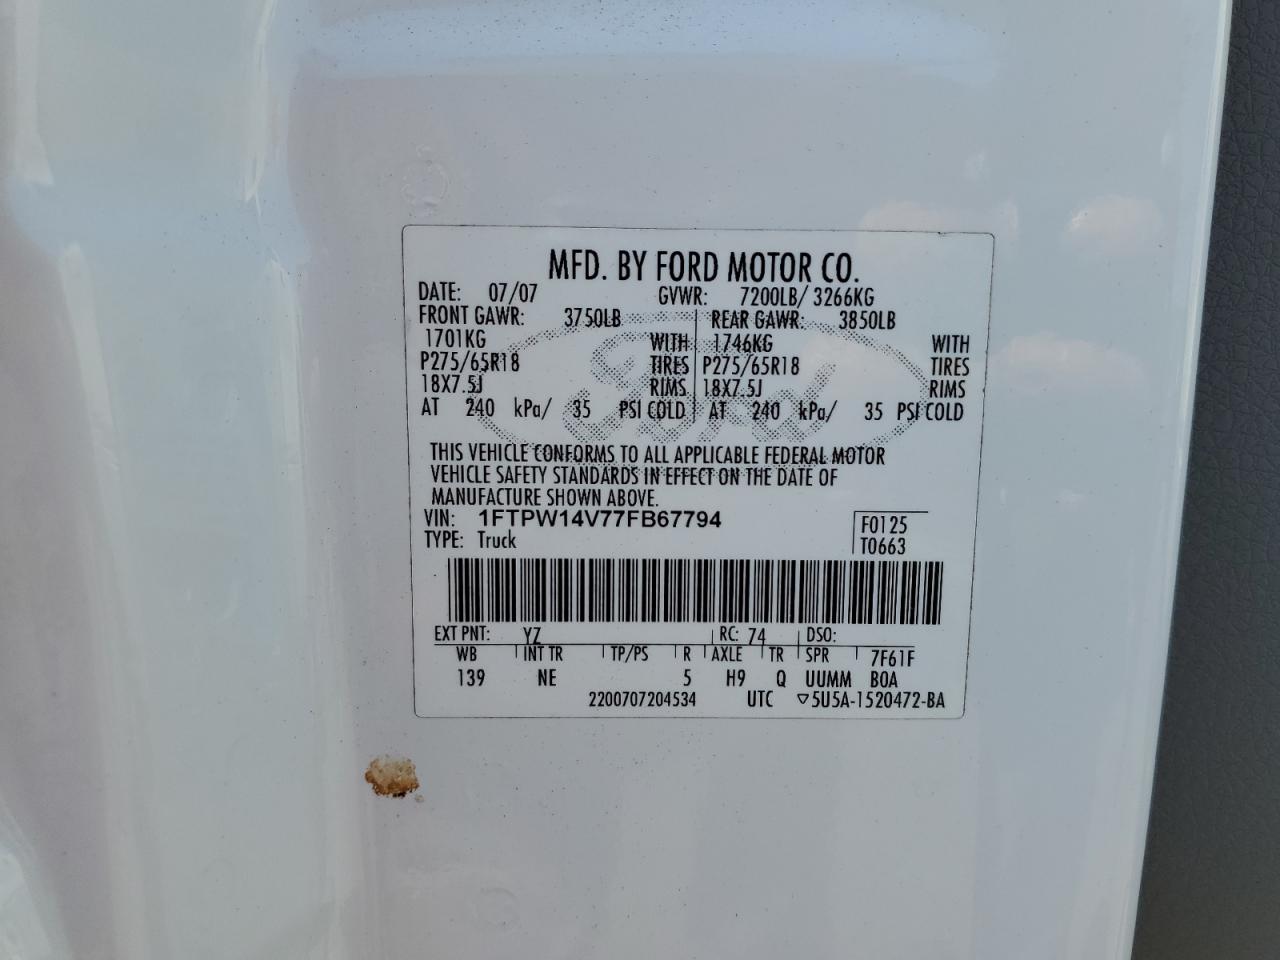 MFD. BY FORD MOTOR CO.
DATE: 07/07 GVWR: 7200LB/ 3266KG
FRONT GAWR: 3750LB REAR GAWR: 3850LB
1701KG WITH 1746KG WITH
P275/65R18 TIRES P275/65R18 TIRES
18X7.5J RIMS 18X7.5J RIMS
AT 240 kPa/ 35 PSI COLD AT 240 kPa/ 35 PSI COLD
Ford
THIS VEHICLE CONFORMS TO ALL APPLICABLE FEDERAL MOTOR
VEHICLE SAFETY STANDARDS IN EFFECT ON THE DATE OF
MANUFACTURE SHOWN ABOVE.
VIN: 1FTPW14V77FB67794 F0125
TYPE: Truck T0663
EXT PNT: YZ RC: 74 DSO:
WB INT TR TP/PS R AXLE TR SPR 7F61F
139 NE 5 H9 Q UUMM BOA
2200707204534 UTC ▽5U5A-1520472-BA